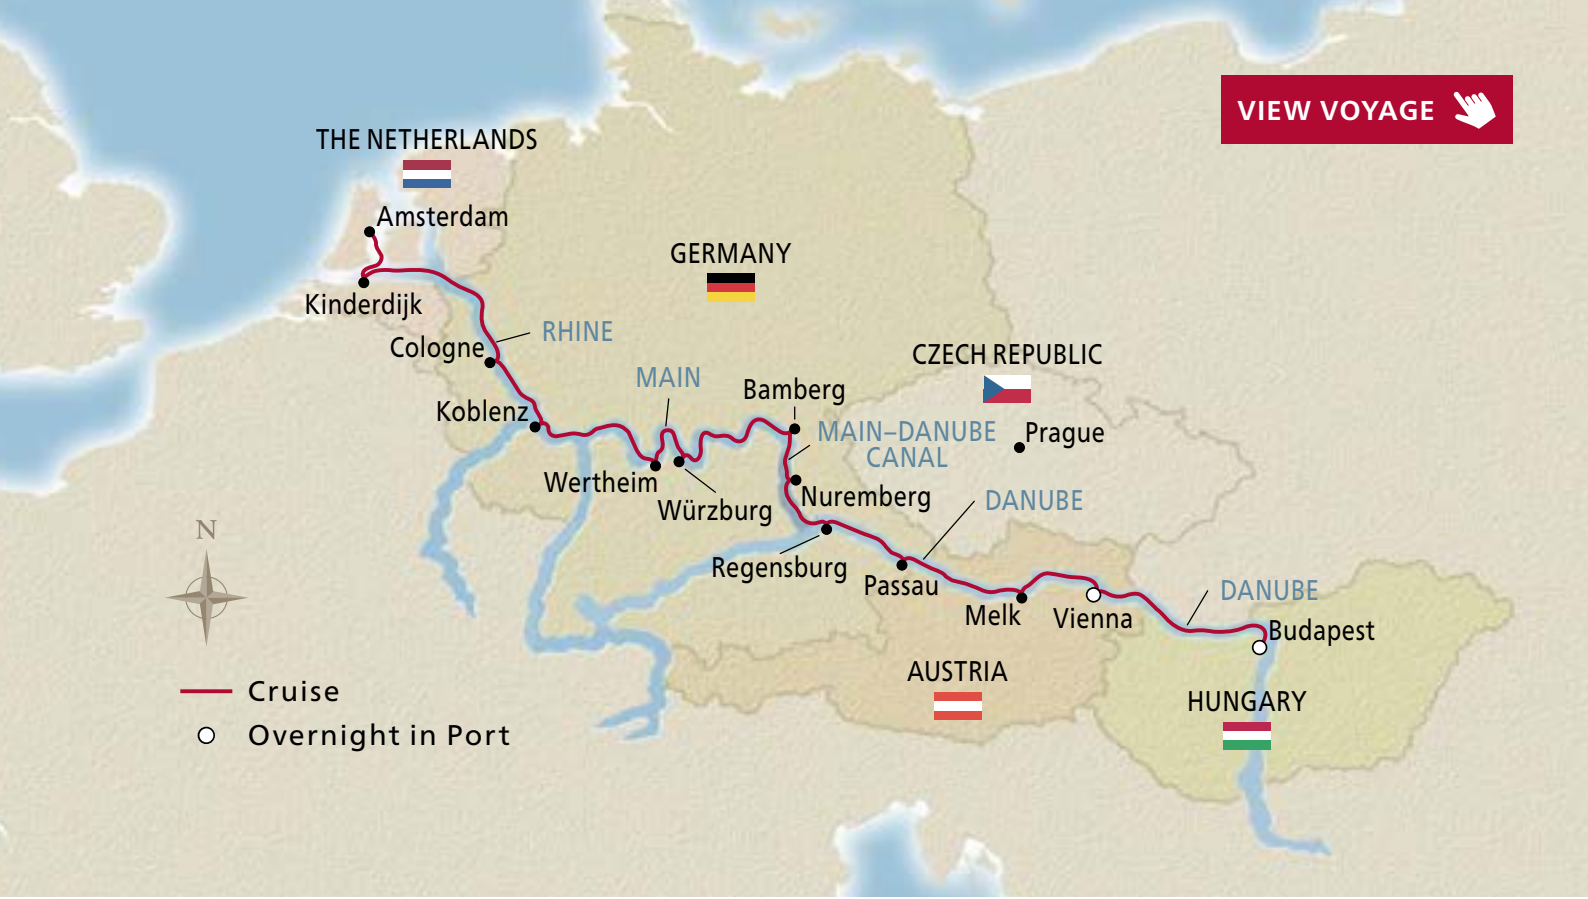 VIEW VOYAGE
THE NETHERLANDS
Amsterdam
GERMANY
Kinderdijk
RHINE
Cologne
CZECH REPUBLIC
MAIN
Bamberg
Koblenz
MAIN–DANUBE
CANAL
Prague
Wertheim
Würzburg
Nuremberg
DANUBE
N
Regensburg
Passau
Melk
Vienna
DANUBE
Budapest
AUSTRIA
HUNGARY
Cruise
Overnight in Port